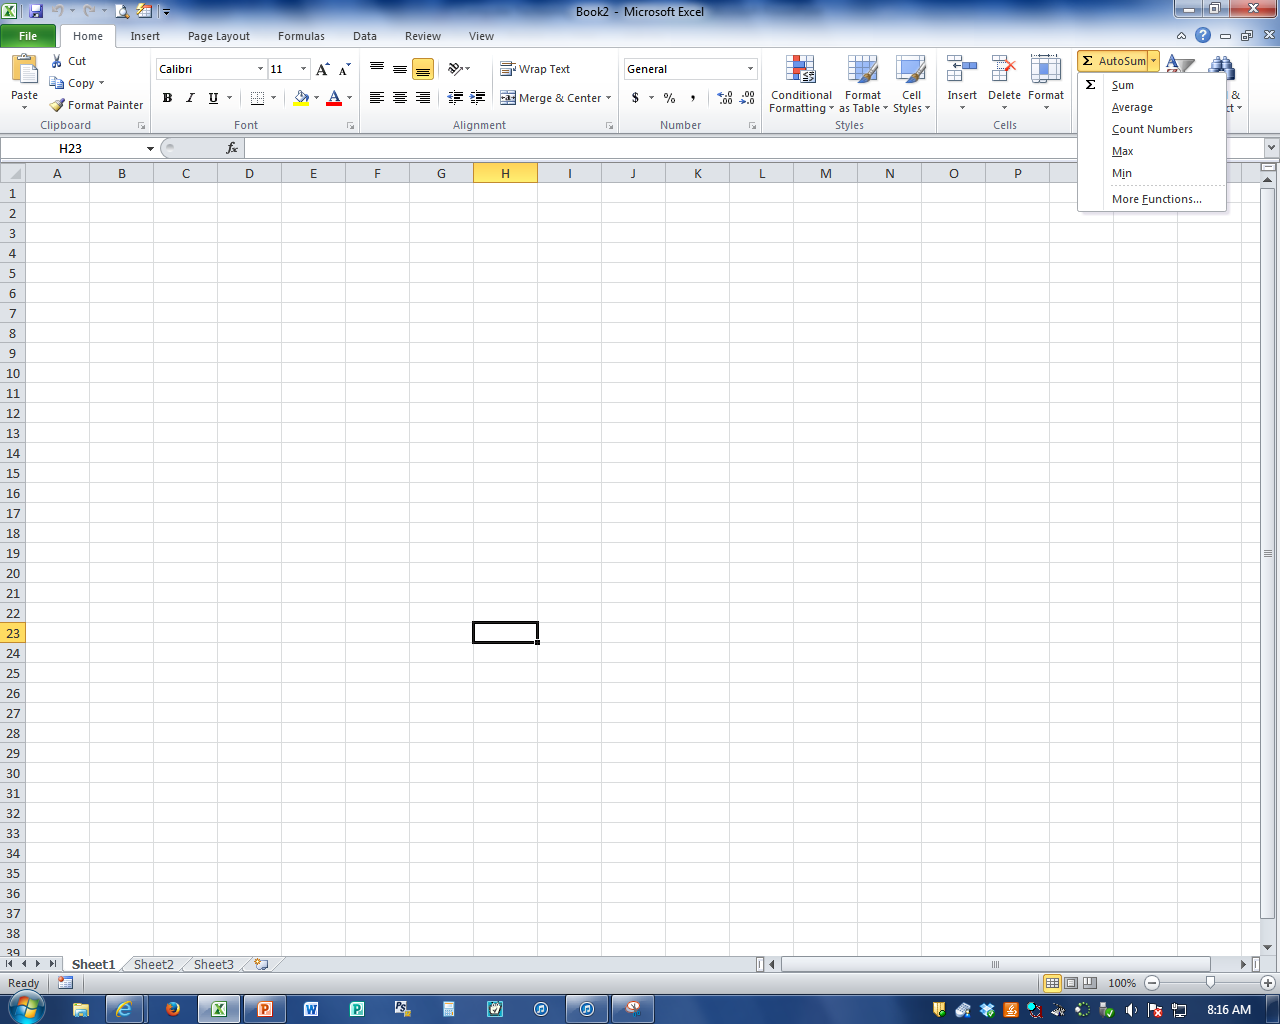 Book2 - Microsoft Excel
File Home Insert Page Layout Formulas Data Review View
Paste
Cut
Copy
Format Painter
Clipboard
Calibri 11
B I U
Font
Wrap Text
Merge & Center
Alignment
General
$ % , .00 .0
Number
Conditional Formatting
Format as Table
Cell Styles
Styles
Insert Delete Format
Cells
Σ AutoSum
Σ Sum
Average
Count Numbers
Max
Min
More Functions...
&
H23 fx
A B C D E F G H I J K L M N O P
1
2
3
4
5
6
7
8
9
10
11
12
13
14
15
16
17
18
19
20
21
22
23
24
25
26
27
28
29
30
31
32
33
34
35
36
37
38
39
Sheet1 Sheet2 Sheet3
Ready 100%
8:16 AM